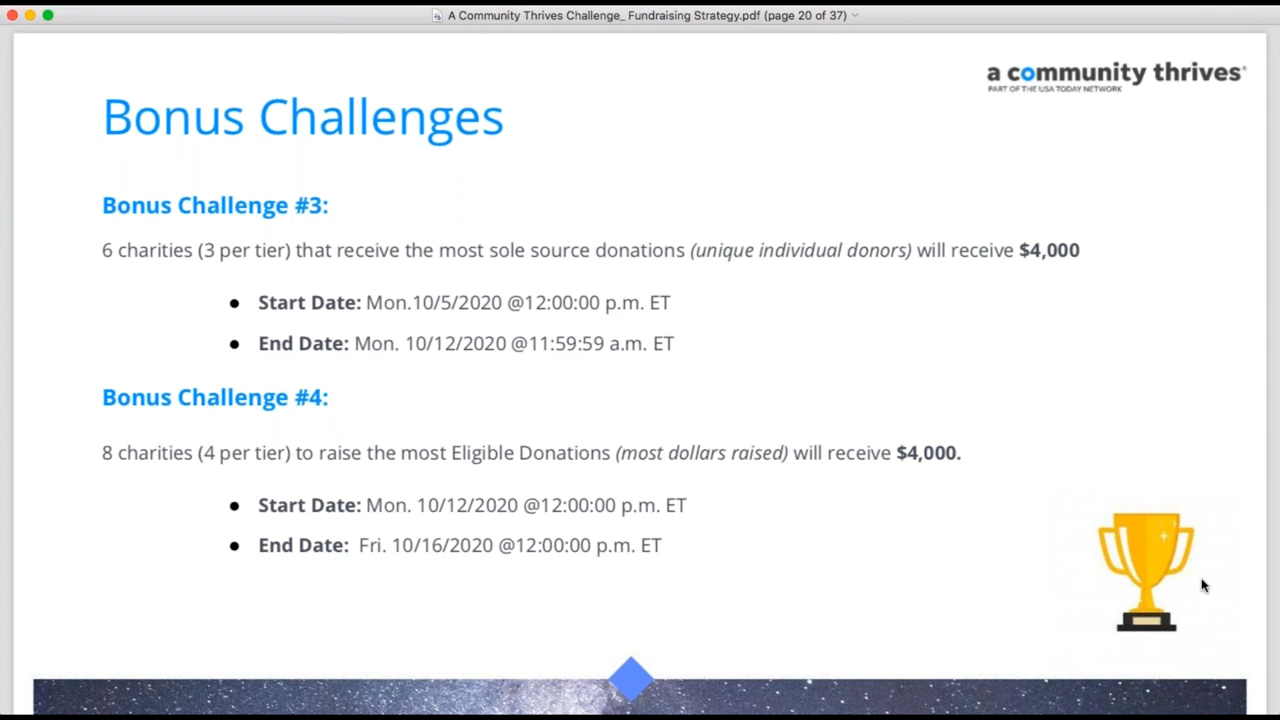 A Community Thrives Challenge_ Fundraising Strategy.pdf (page 20 of 37)
a community thrives®
PART OF THE USA TODAY NETWORK
Bonus Challenges
Bonus Challenge #3:
6 charities (3 per tier) that receive the most sole source donations (unique individual donors) will receive $4,000
● Start Date: Mon.10/5/2020 @12:00:00 p.m. ET
● End Date: Mon. 10/12/2020 @11:59:59 a.m. ET
Bonus Challenge #4:
8 charities (4 per tier) to raise the most Eligible Donations (most dollars raised) will receive $4,000.
● Start Date: Mon. 10/12/2020 @12:00:00 p.m. ET
● End Date: Fri. 10/16/2020 @12:00:00 p.m. ET